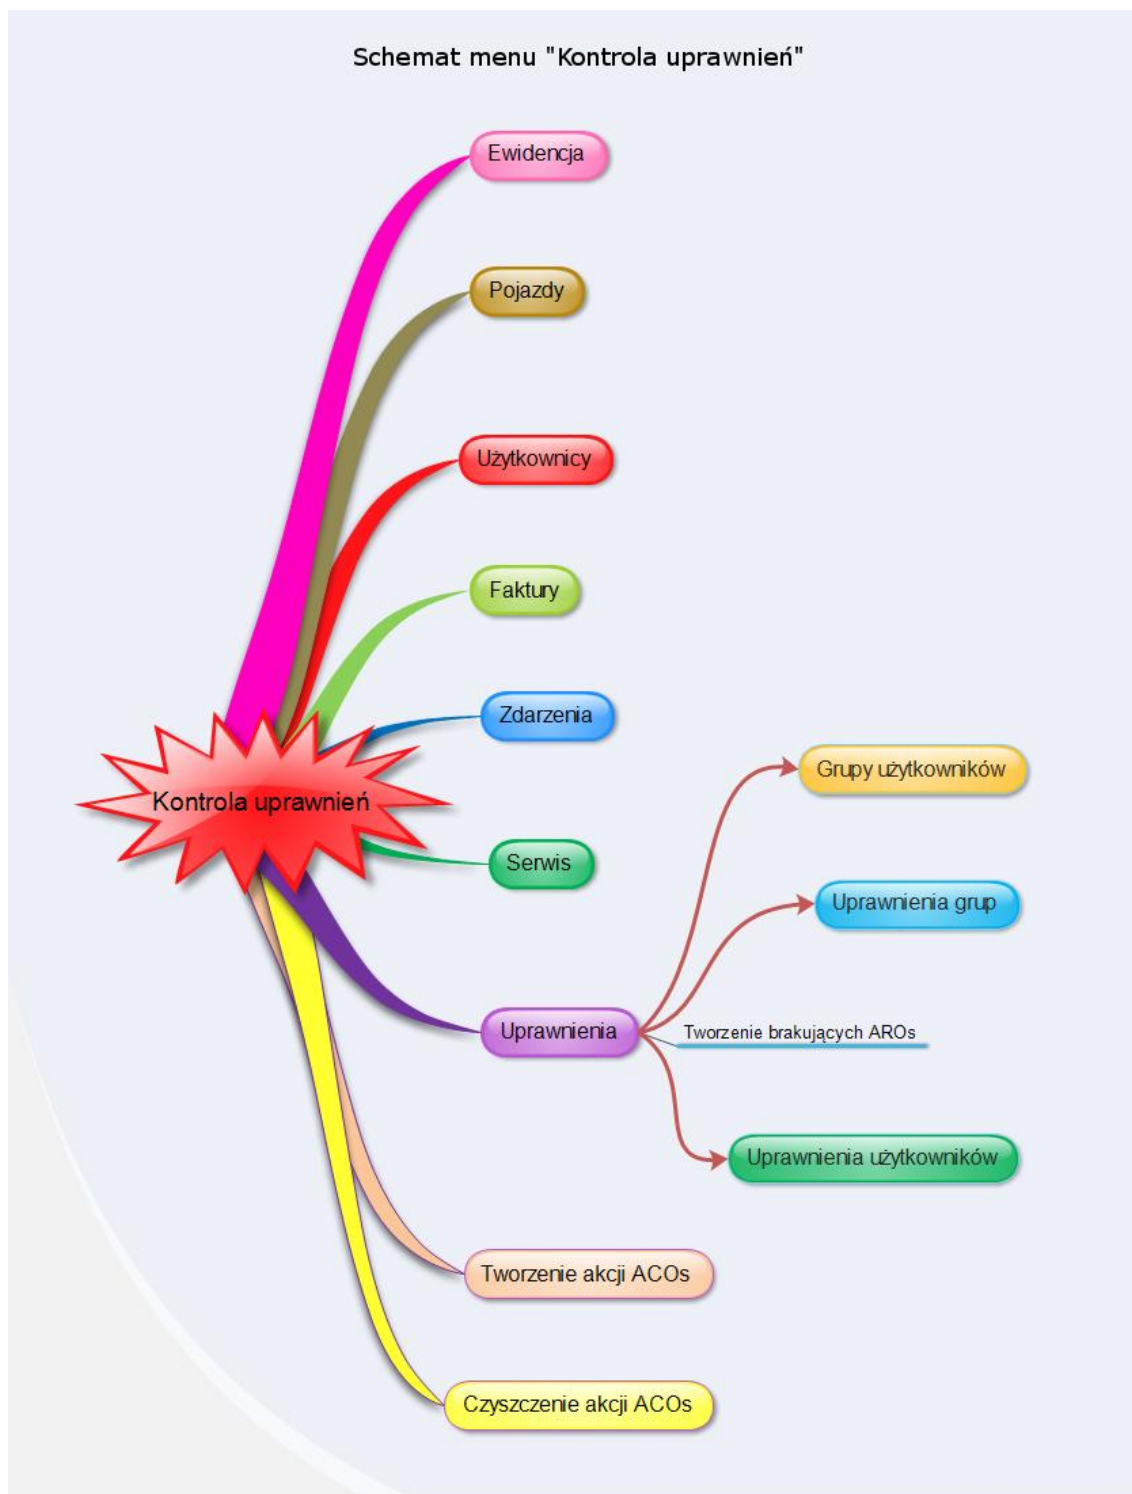 Schemat menu "Kontrola uprawnień"
Ewidencja
Pojazdy
Użytkownicy
Faktury
Zdarzenia
Grupy użytkowników
Kontrola uprawnień
Serwis
Uprawnienia grup
Uprawnienia
Tworzenie brakujących AROs
Uprawnienia użytkowników
Tworzenie akcji ACOs
Czyszczenie akcji ACOs